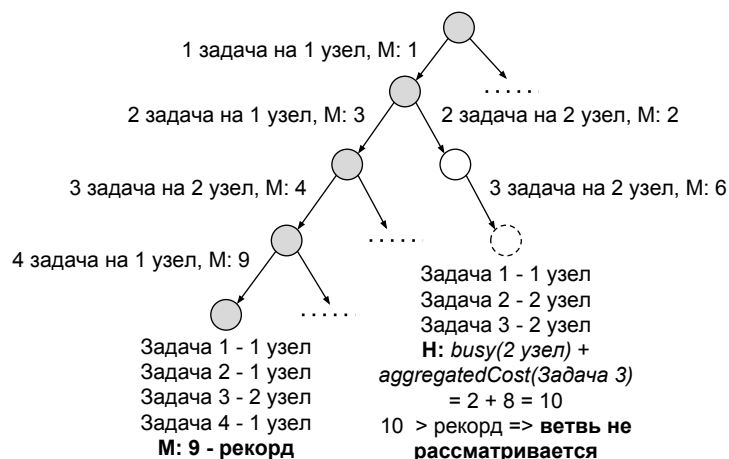 1 задача на 1 узел, М: 1
2 задача на 1 узел, М: 3
2 задача на 2 узел, М: 2
3 задача на 2 узел, М: 4
3 задача на 2 узел, М: 6
4 задача на 1 узел, М: 9
Задача 1 - 1 узел
Задача 2 - 1 узел
Задача 3 - 2 узел
Задача 4 - 1 узел
М: 9 - рекорд
Задача 1 - 1 узел
Задача 2 - 2 узел
Задача 3 - 2 узел
Н: busy(2 узел) +
aggregatedCost(Задача 3)
= 2 + 8 = 10
10 > рекорд => ветвь не
рассматривается